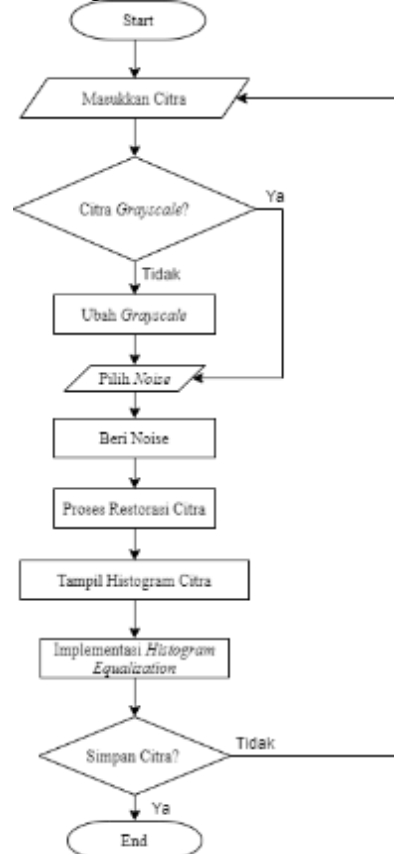 Start
Masukkan Citra
Citra Grayscale?
Ya
Tidak
Ubah Grayscale
Pilih Noise
Beri Noise
Proses Restorasi Citra
Tampil Histogram Citra
Implementasi Histogram
Equalization
Simpan Citra?
Tidak
Ya
End